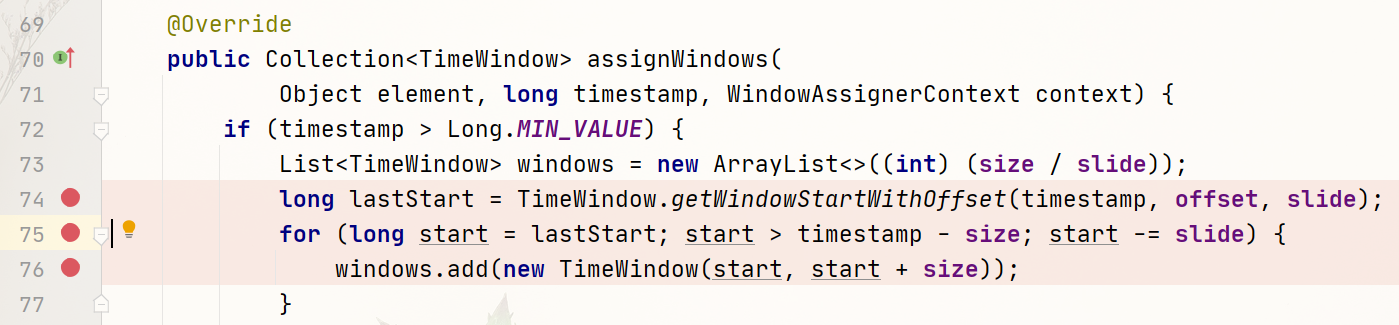 69 @Override
70 public Collection<TimeWindow> assignWindows(
71 Object element, long timestamp, WindowAssignerContext context) {
72 if (timestamp > Long.MIN_VALUE) {
73 List<TimeWindow> windows = new ArrayList<>((int) (size / slide));
74 long lastStart = TimeWindow.getWindowStartWithOffset(timestamp, offset, slide);
75 for (long start = lastStart; start > timestamp - size; start -= slide) {
76 windows.add(new TimeWindow(start, start + size));
77 }